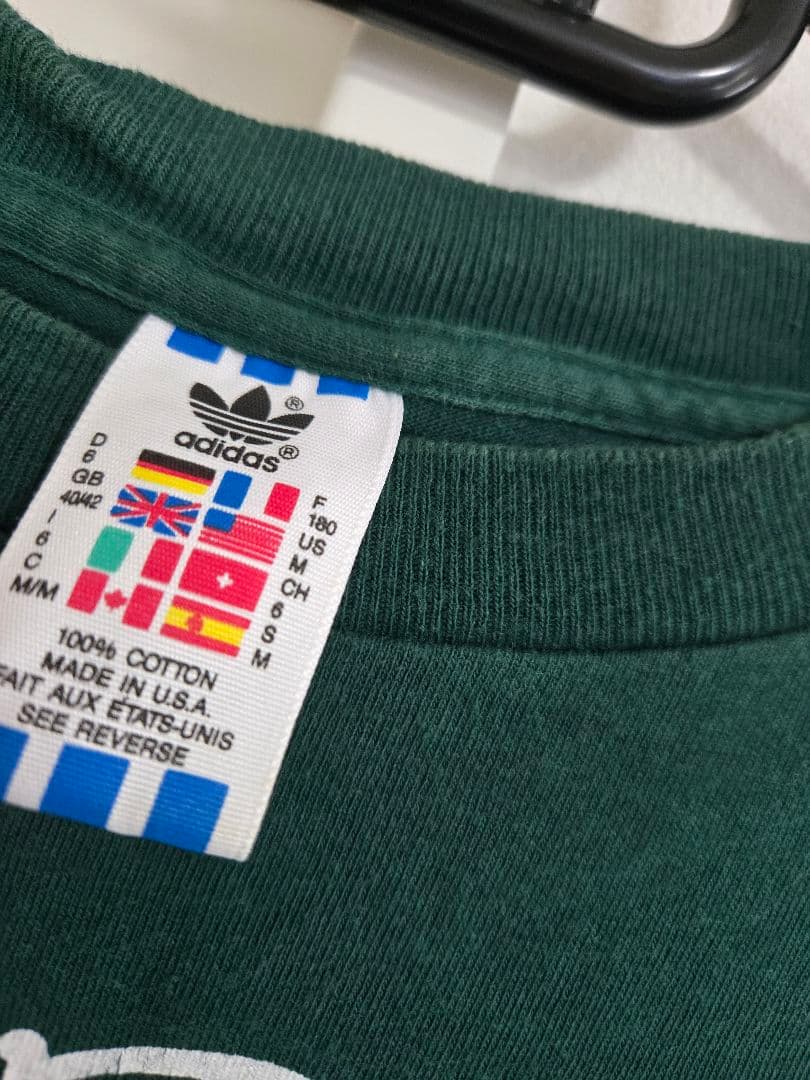 ®
adidas®
D
6
GB
40/42
I
6
C
M/M
F
180
US
M
CH
6
S
M
100% COTTON
MADE IN U.S.A.
FAIT AUX ÉTATS-UNIS
SEE REVERSE